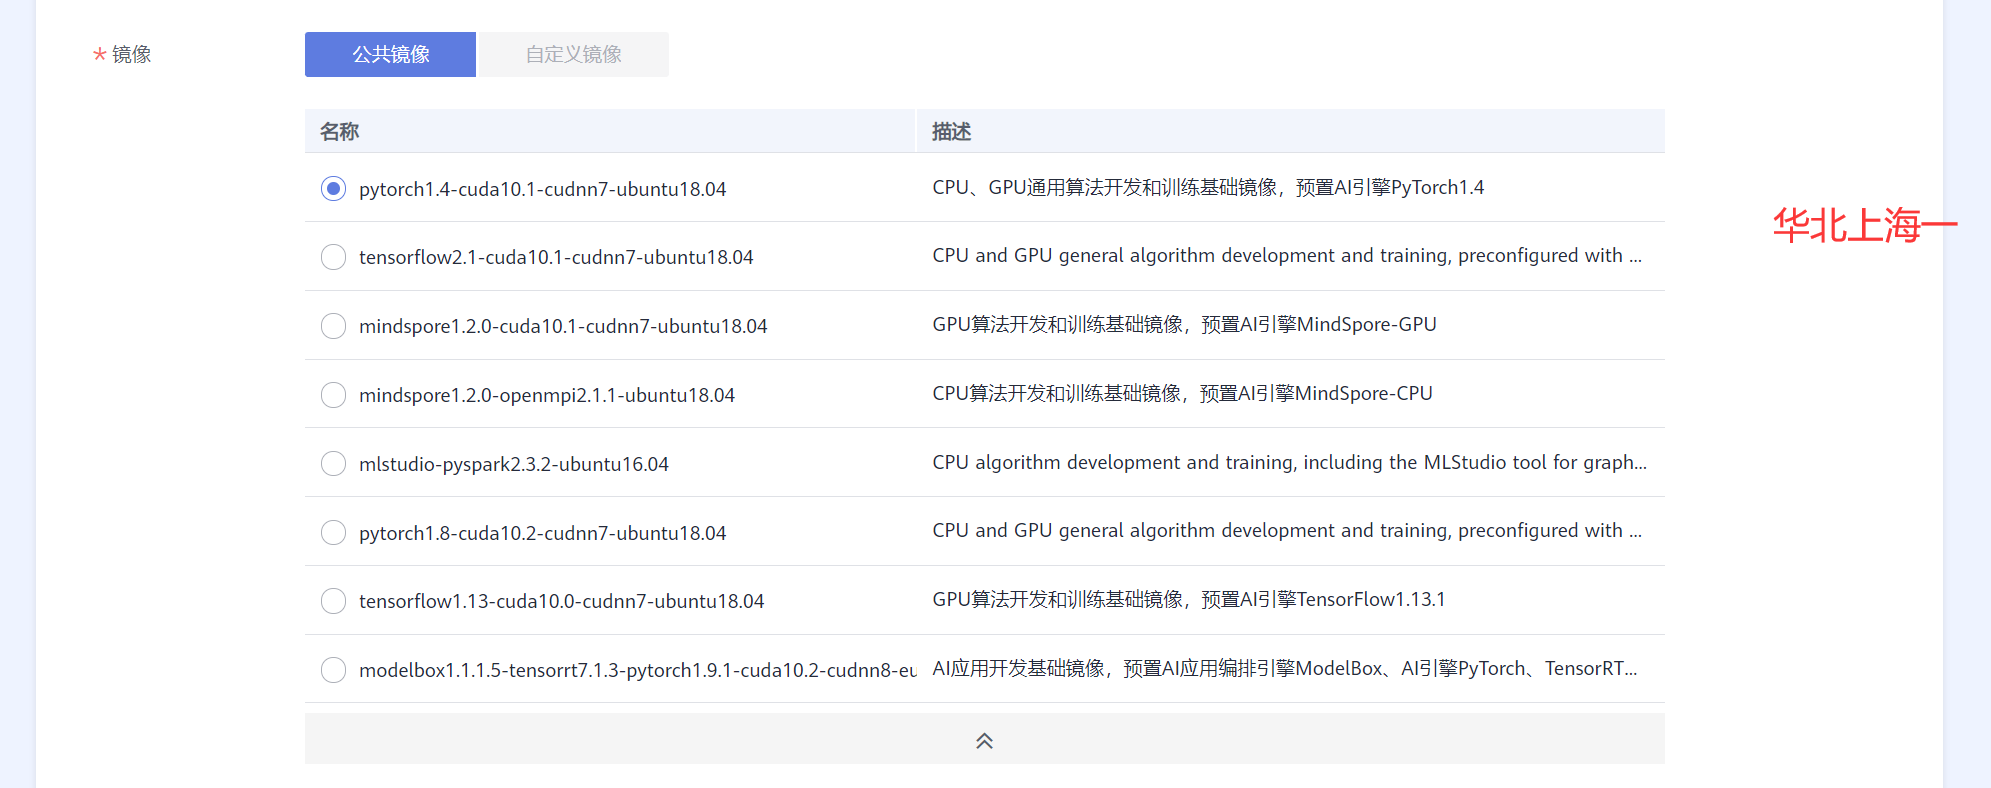 * 镜像
公共镜像
自定义镜像
名称
描述
pytorch1.4-cuda10.1-cudnn7-ubuntu18.04
CPU、GPU通用算法开发和训练基础镜像，预置AI引擎PyTorch1.4
华北上海一
tensorflow2.1-cuda10.1-cudnn7-ubuntu18.04
CPU and GPU general algorithm development and training, preconfigured with ...
mindspore1.2.0-cuda10.1-cudnn7-ubuntu18.04
GPU算法开发和训练基础镜像，预置AI引擎MindSpore-GPU
mindspore1.2.0-openmpi2.1.1-ubuntu18.04
CPU算法开发和训练基础镜像，预置AI引擎MindSpore-CPU
mlstudio-pyspark2.3.2-ubuntu16.04
CPU algorithm development and training, including the MLStudio tool for graph...
pytorch1.8-cuda10.2-cudnn7-ubuntu18.04
CPU and GPU general algorithm development and training, preconfigured with ...
tensorflow1.13-cuda10.0-cudnn7-ubuntu18.04
GPU算法开发和训练基础镜像，预置AI引擎TensorFlow1.13.1
modelbox1.1.1.5-tensorrt7.1.3-pytorch1.9.1-cuda10.2-cudnn8-eu
AI应用开发基础镜像，预置AI应用编排引擎ModelBox、AI引擎PyTorch、TensorRT...